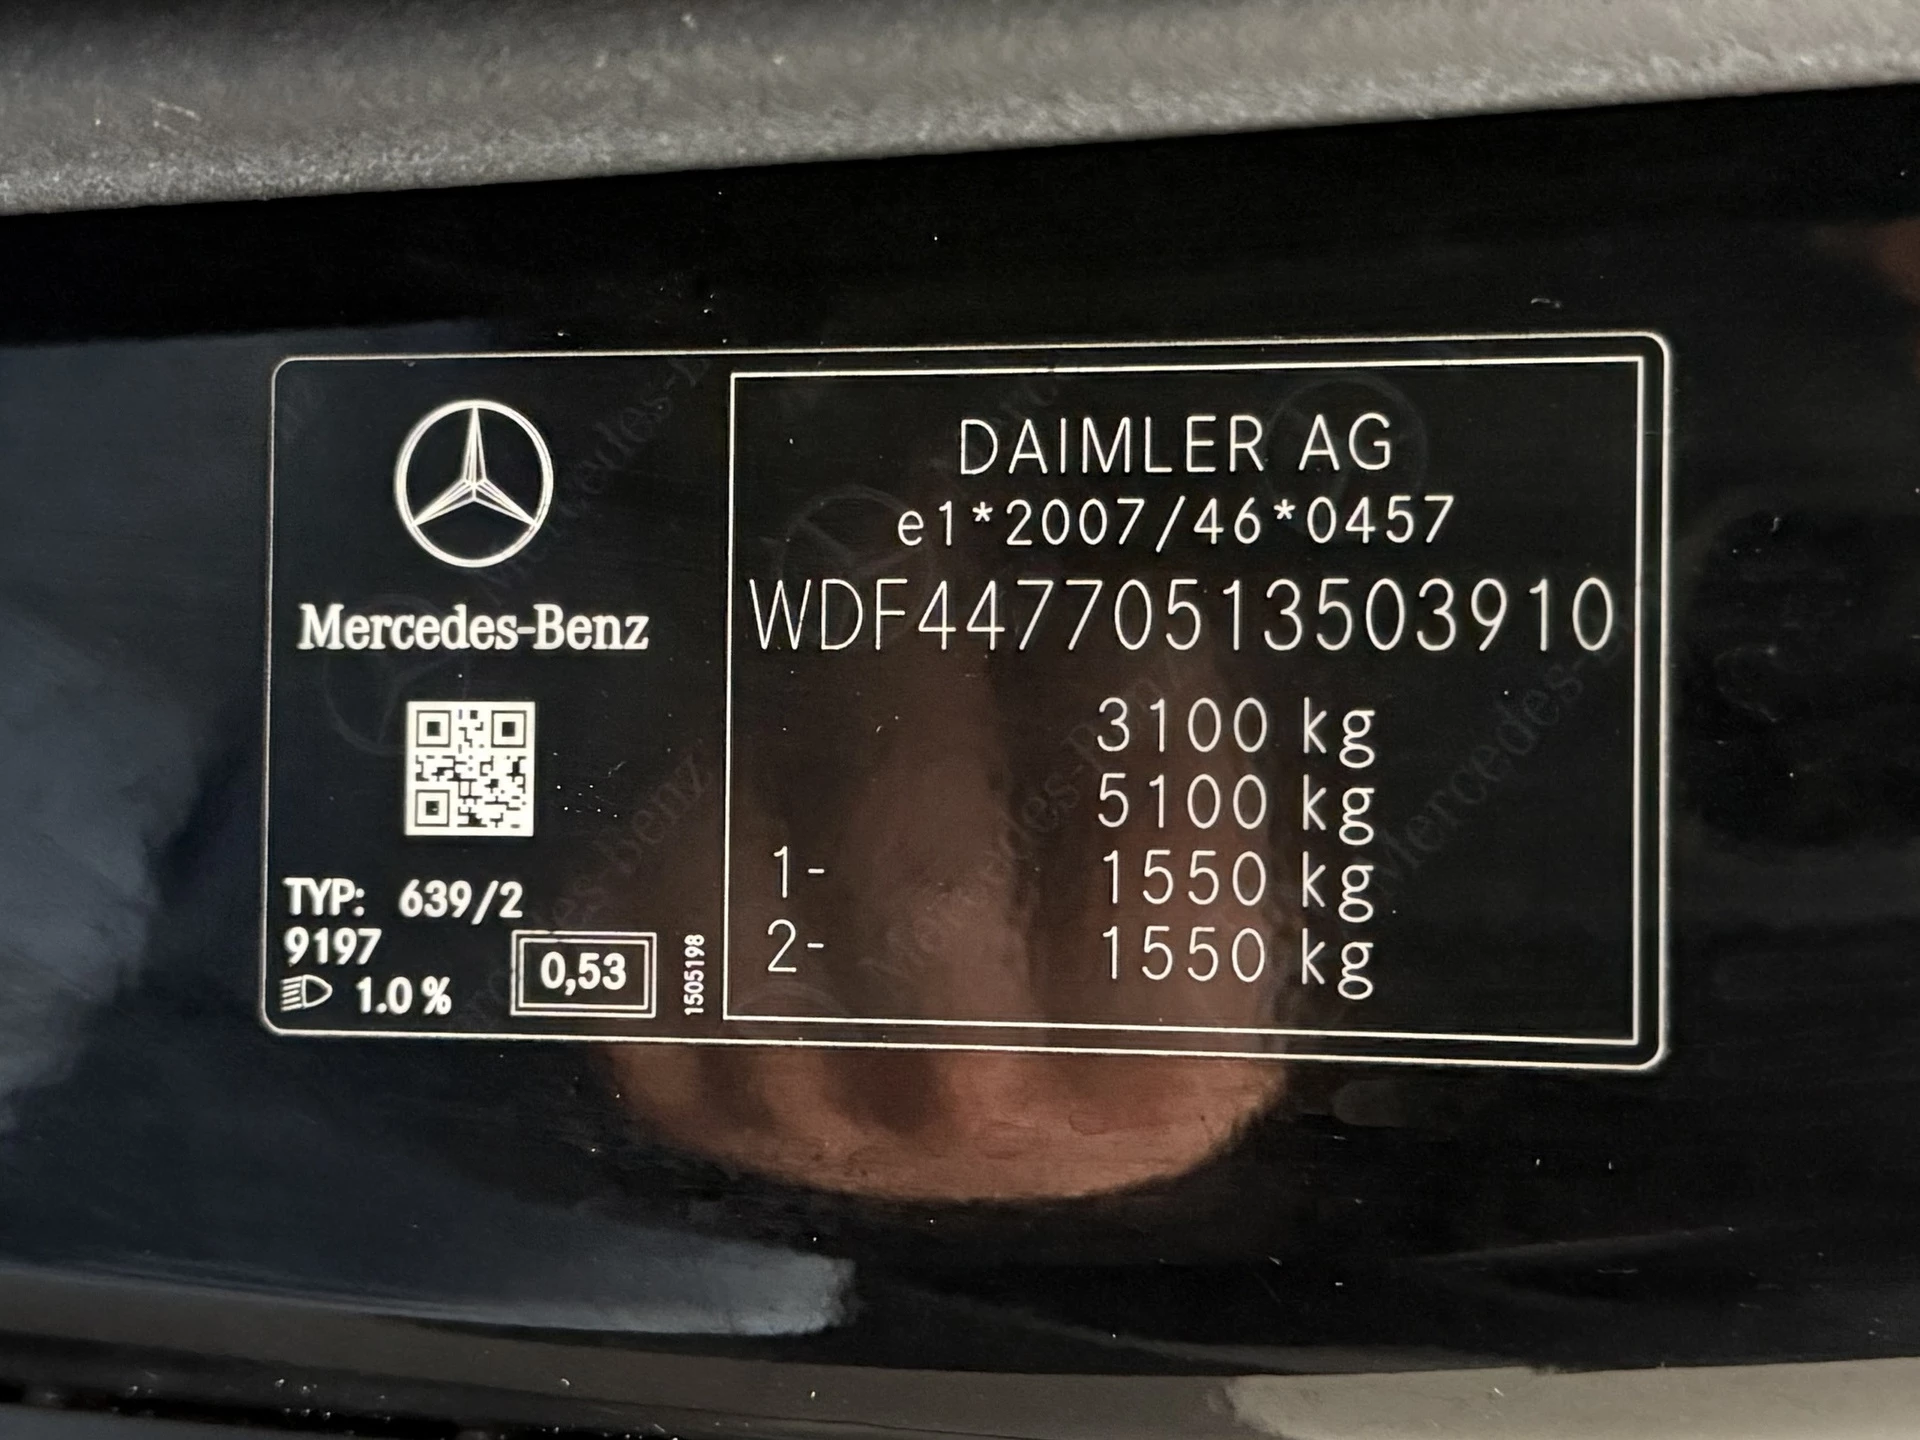 Mercedes-Benz
TYP: 639/2
9197
1.0 %
0,53
1505198
DAIMLER AG
e1*2007/46*0457
WDF44770513503910
3100 kg
5100 kg
1- 1550 kg
2- 1550 kg